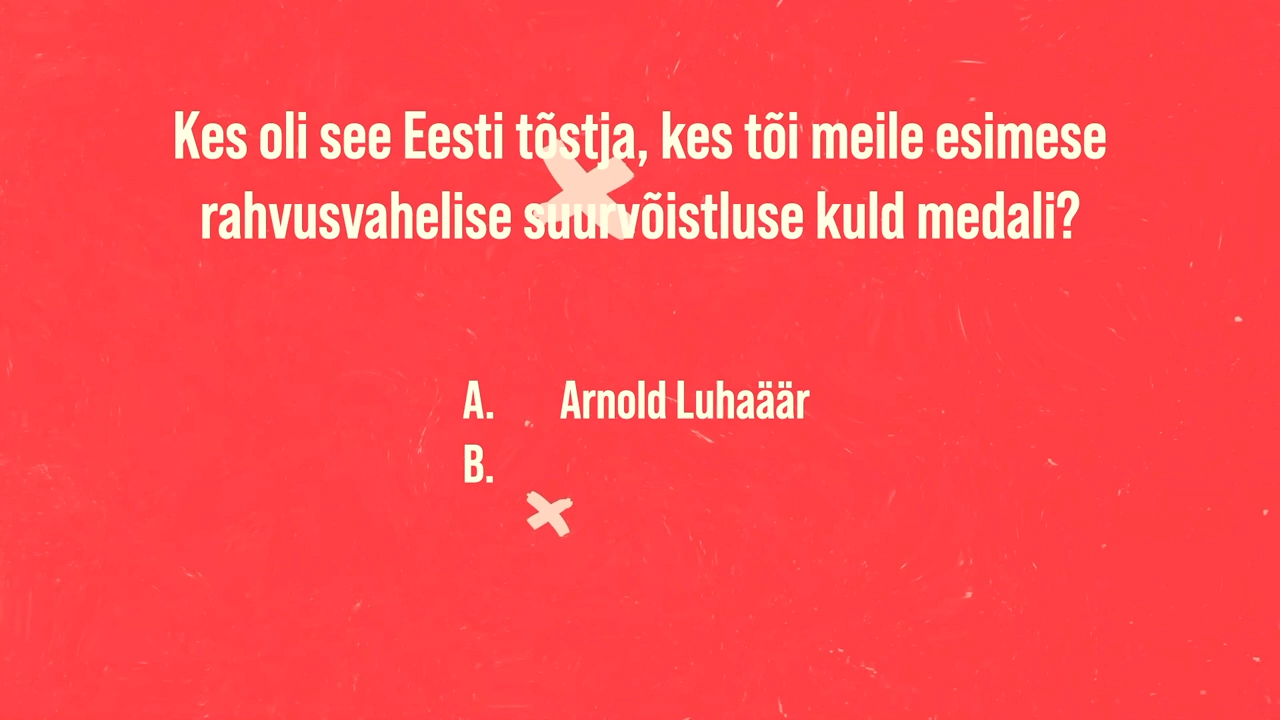 Kes oli see Eesti tõstja, kes tõi meile esimese
rahvusvahelise suurvõistluse kuld medali?
A. Arnold Luhaäär
B.